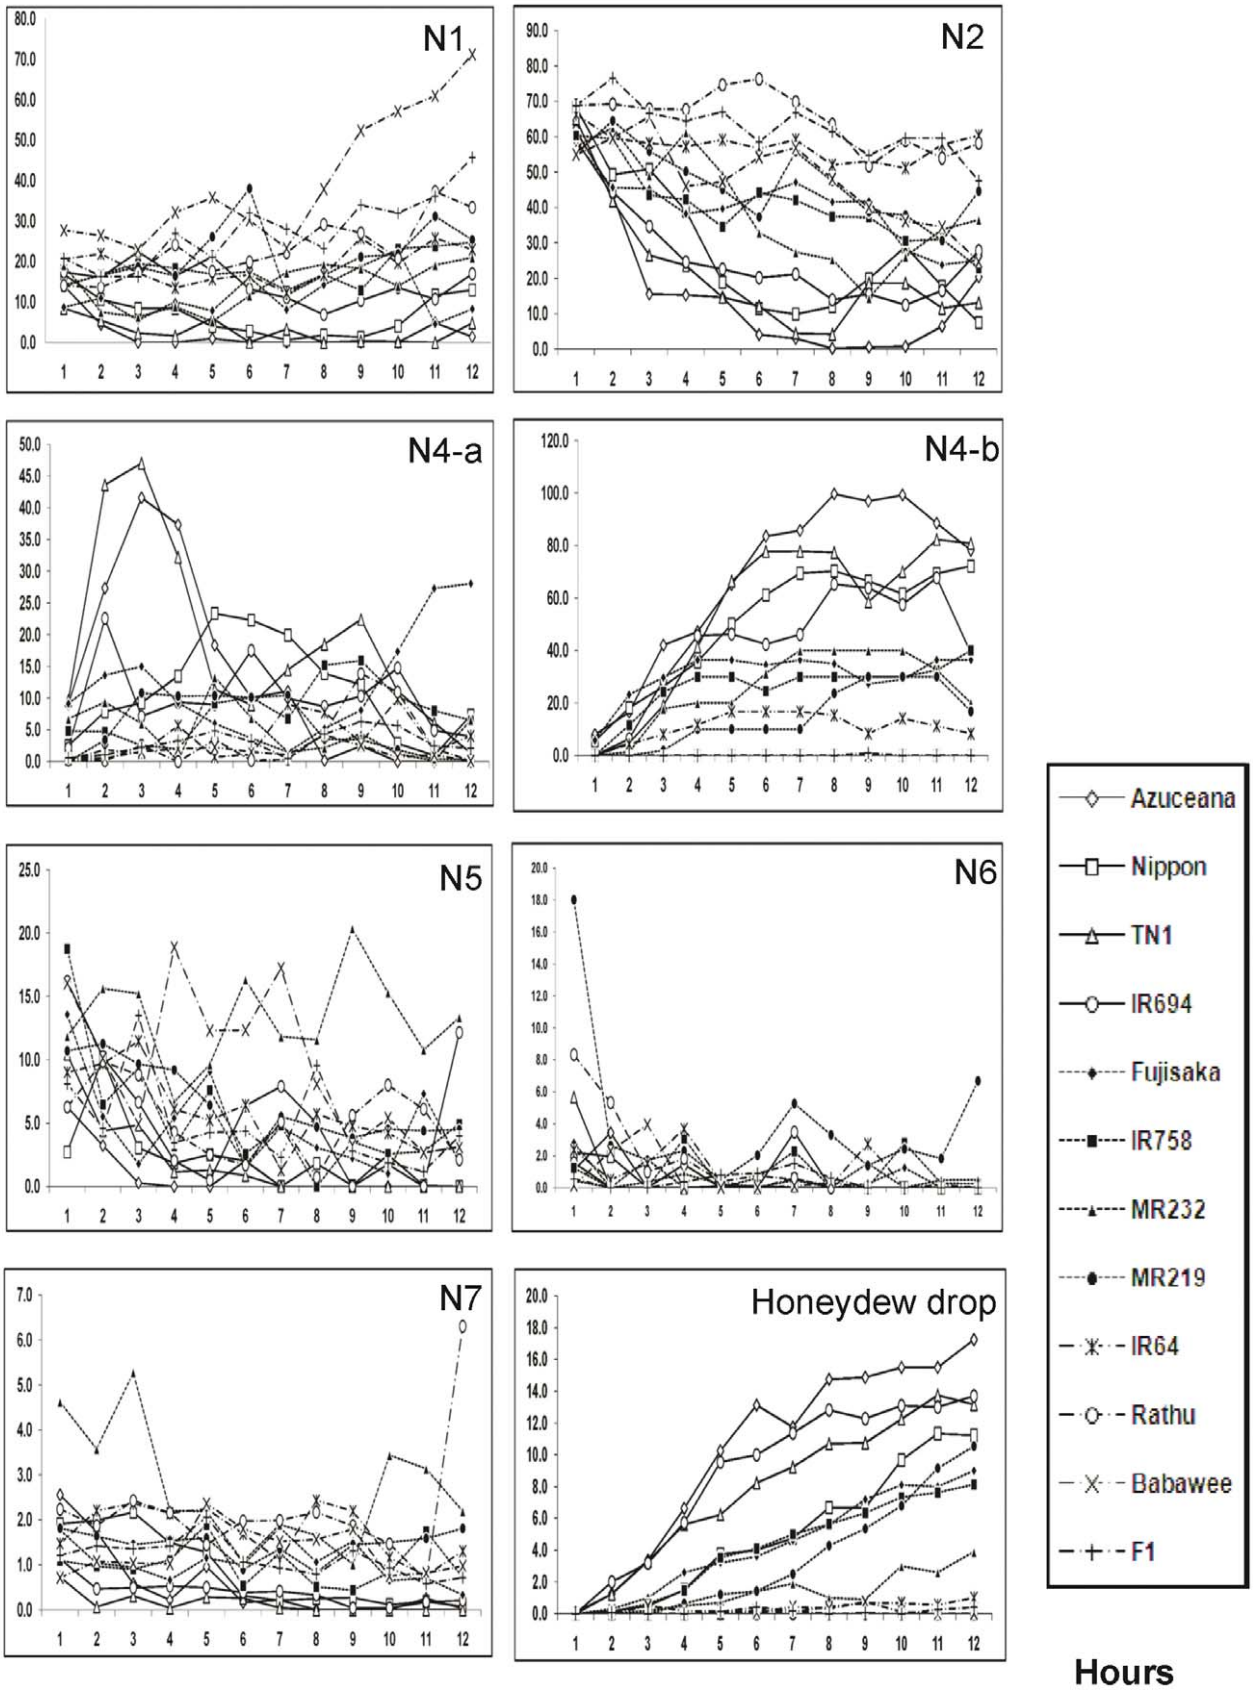 N1
80.0
70.0
60.0
50.0
40.0
30.0
20.0
10.0
0.0
1 2 3 4 5 6 7 8 9 10 11 12
N2
90.0
80.0
70.0
60.0
50.0
40.0
30.0
20.0
10.0
0.0
1 2 3 4 5 6 7 8 9 10 11 12
N4-a
50.0
45.0
40.0
35.0
30.0
25.0
20.0
15.0
10.0
5.0
0.0
1 2 3 4 5 6 7 8 9 10 11 12
N4-b
120.0
100.0
80.0
60.0
40.0
20.0
0.0
1 2 3 4 5 6 7 8 9 10 11 12
N5
25.0
20.0
15.0
10.0
5.0
0.0
1 2 3 4 5 6 7 8 9 10 11 12
N6
20.0
18.0
16.0
14.0
12.0
10.0
8.0
6.0
4.0
2.0
0.0
1 2 3 4 5 6 7 8 9 10 11 12
N7
7.0
6.0
5.0
4.0
3.0
2.0
1.0
0.0
1 2 3 4 5 6 7 8 9 10 11 12
Honeydew drop
20.0
18.0
16.0
14.0
12.0
10.0
8.0
6.0
4.0
2.0
0.0
1 2 3 4 5 6 7 8 9 10 11 12
Azuceana
Nippon
TN1
IR694
Fujisaka
IR758
MR232
MR219
IR64
Rathu
Babawee
F1
Hours